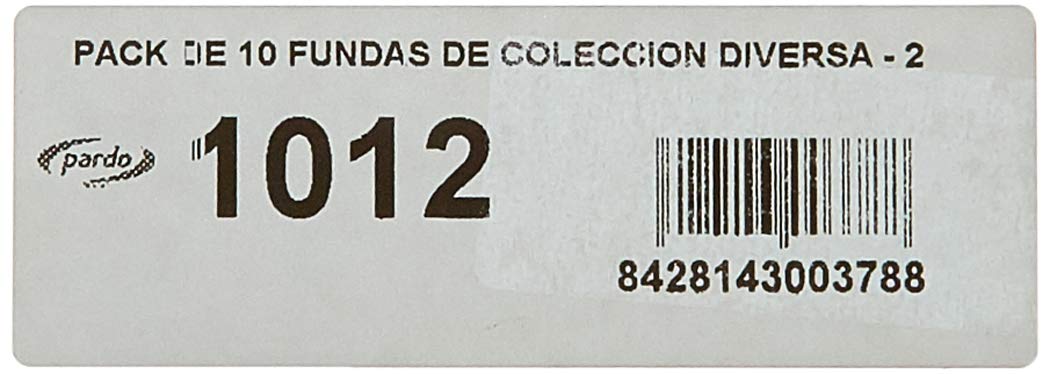 PACK DE 10 FUNDAS DE COLECCION DIVERSA - 2
pardo
1012
8428143003788